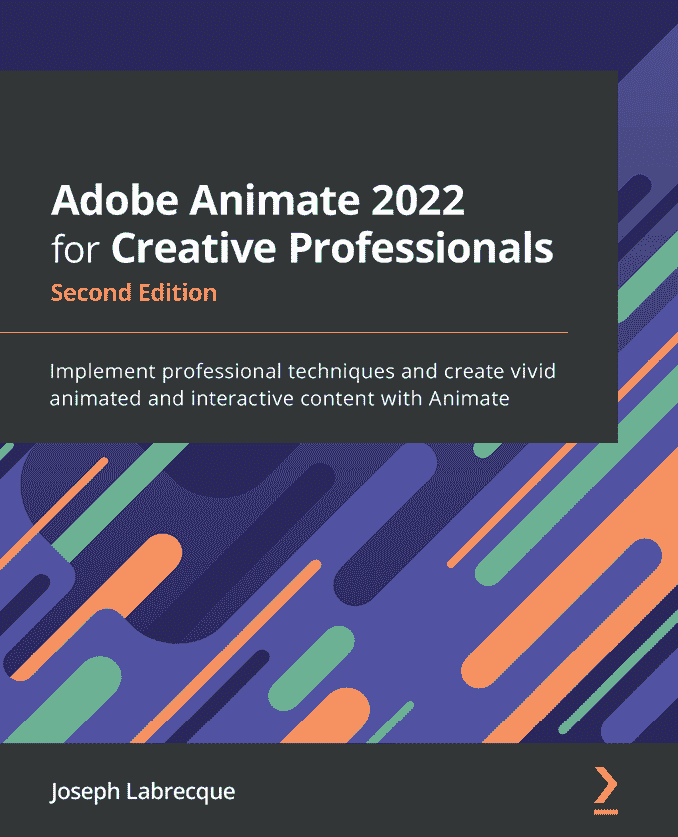 Adobe Animate 2022
for Creative Professionals
Second Edition
Implement professional techniques and create vivid
animated and interactive content with Animate
Joseph Labrecque